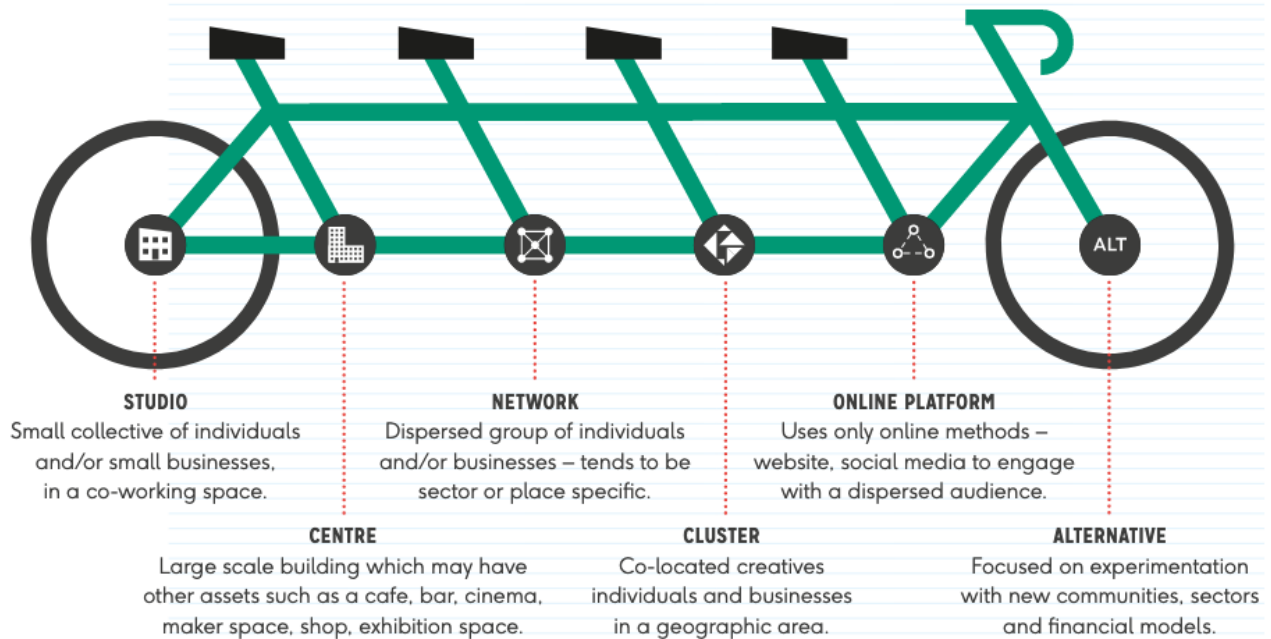 ALT
STUDIO
Small collective of individuals
and/or small businesses,
in a co-working space.
NETWORK
Dispersed group of individuals
and/or businesses – tends to be
sector or place specific.
ONLINE PLATFORM
Uses only online methods –
website, social media to engage
with a dispersed audience.
CENTRE
Large scale building which may have
other assets such as a cafe, bar, cinema,
maker space, shop, exhibition space.
CLUSTER
Co-located creatives
individuals and businesses
in a geographic area.
ALTERNATIVE
Focused on experimentation
with new communities, sectors
and financial models.